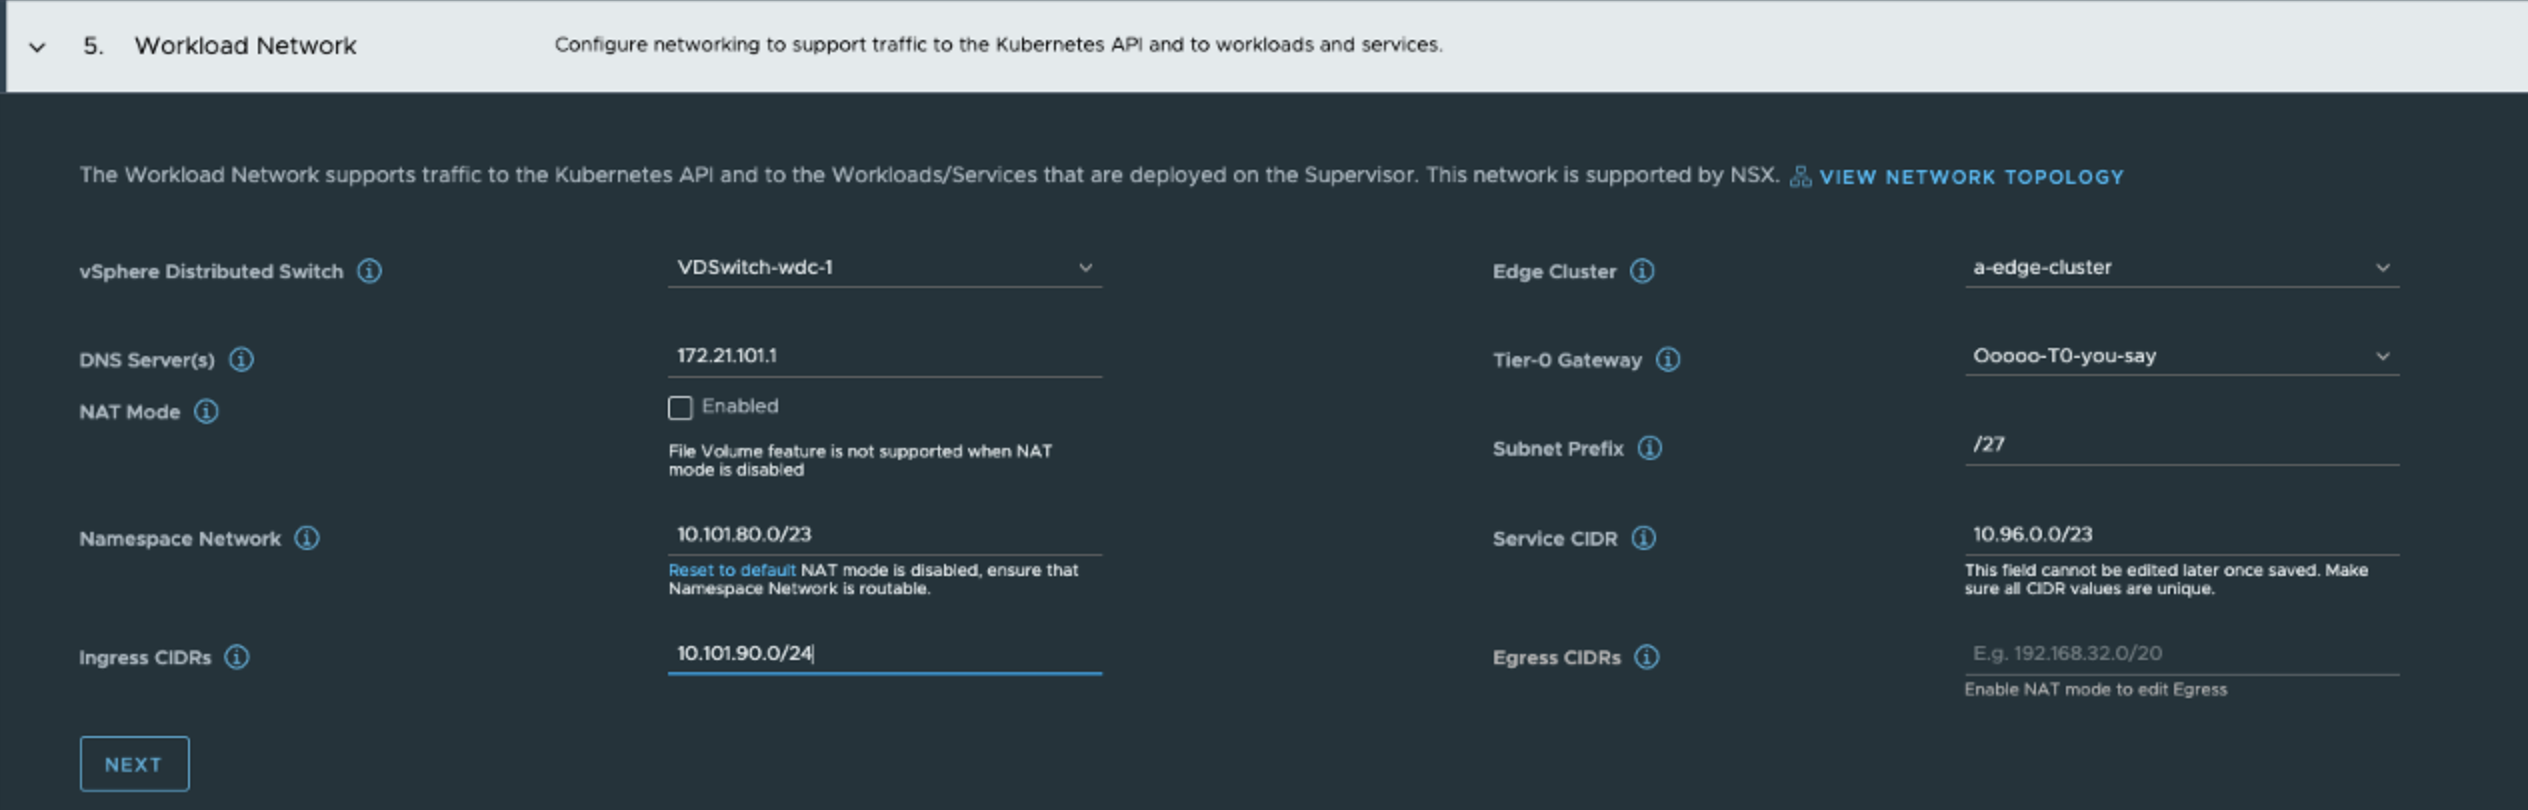 5. Workload Network Configure networking to support traffic to the Kubernetes API and to workloads and services.
The Workload Network supports traffic to the Kubernetes API and to the Workloads/Services that are deployed on the Supervisor. This network is supported by NSX. VIEW NETWORK TOPOLOGY
vSphere Distributed Switch VDSwitch-wdc-1
Edge Cluster a-edge-cluster
DNS Server(s) 172.21.101.1
Tier-0 Gateway Ooooo-T0-you-say
NAT Mode Enabled
File Volume feature is not supported when NAT
mode is disabled
Subnet Prefix /27
Namespace Network 10.101.80.0/23
Reset to default NAT mode is disabled, ensure that
Namespace Network is routable.
Service CIDR 10.96.0.0/23
This field cannot be edited later once saved. Make
sure all CIDR values are unique.
Ingress CIDRs 10.101.90.0/24
Egress CIDRs E.g. 192.168.32.0/20
Enable NAT mode to edit Egress
NEXT